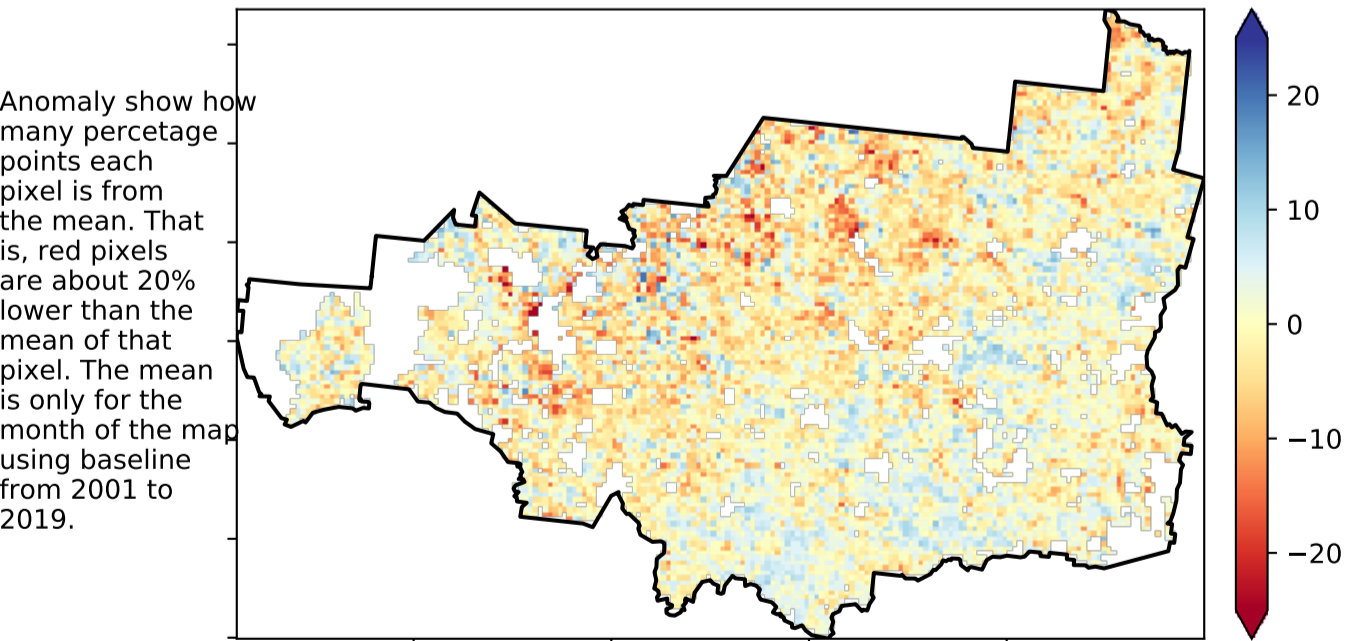 Anomaly show how
many percetage
points each
pixel is from
the mean. That
is, red pixels
are about 20%
lower than the
mean of that
pixel. The mean
is only for the
month of the map
using baseline
from 2001 to
2019.
20
10
0
−10
−20